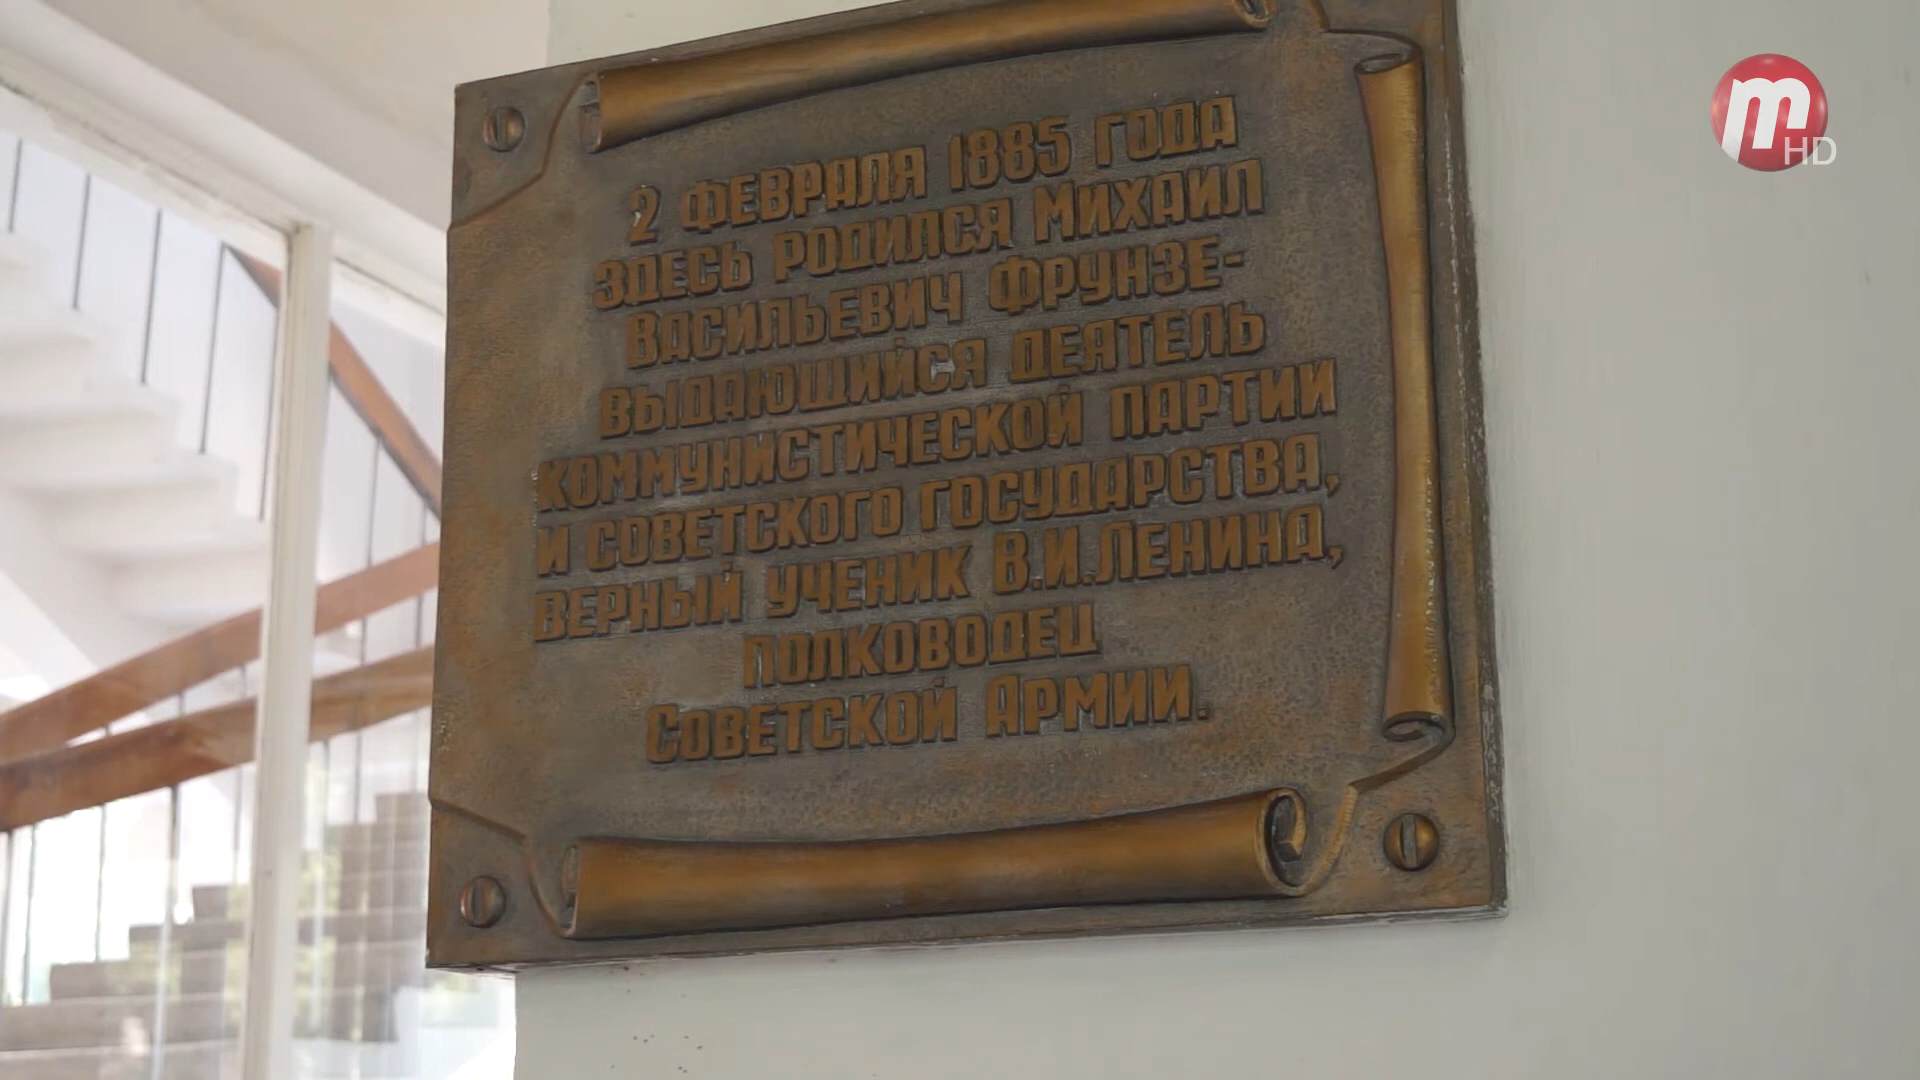 2 ФЕВРАЛЯ 1885 ГОДА
ЗДЕСЬ РОДИЛСЯ МИХАИЛ
ВАСИЛЬЕВИЧ ФРУНЗЕ-
ВЫДАЮЩИЙСЯ ДЕЯТЕЛЬ
КОММУНИСТИЧЕСКОЙ ПАРТИИ
И СОВЕТСКОГО ГОСУДАРСТВА,
ВЕРНЫЙ УЧЕНИК В.И.ЛЕНИНА,
ПОЛКОВОДЕЦ
СОВЕТСКОЙ АРМИИ.
m HD